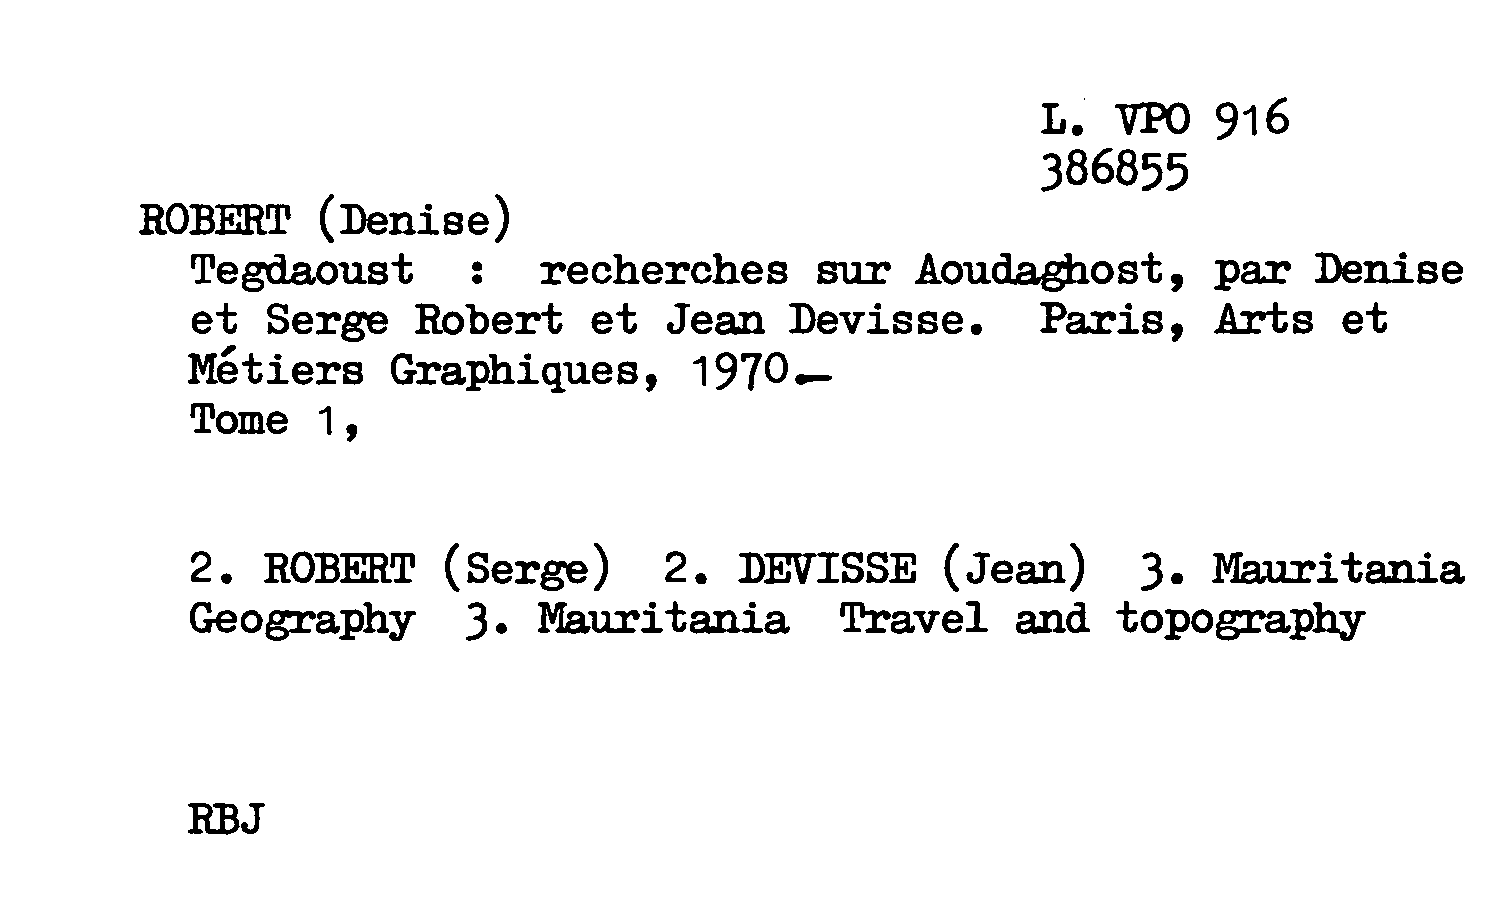 L. VPO 916
386855
ROBERT (Denise)
Tegdaoust : recherches sur Aoudaghost, par Denise
et Serge Robert et Jean Devisse. Paris, Arts et
Métiers Graphiques, 1970.-
Tome 1,
2. ROBERT (Serge) 2. DEVISSE (Jean) 3. Mauritania
Geography 3. Mauritania Travel and topography
RBJ